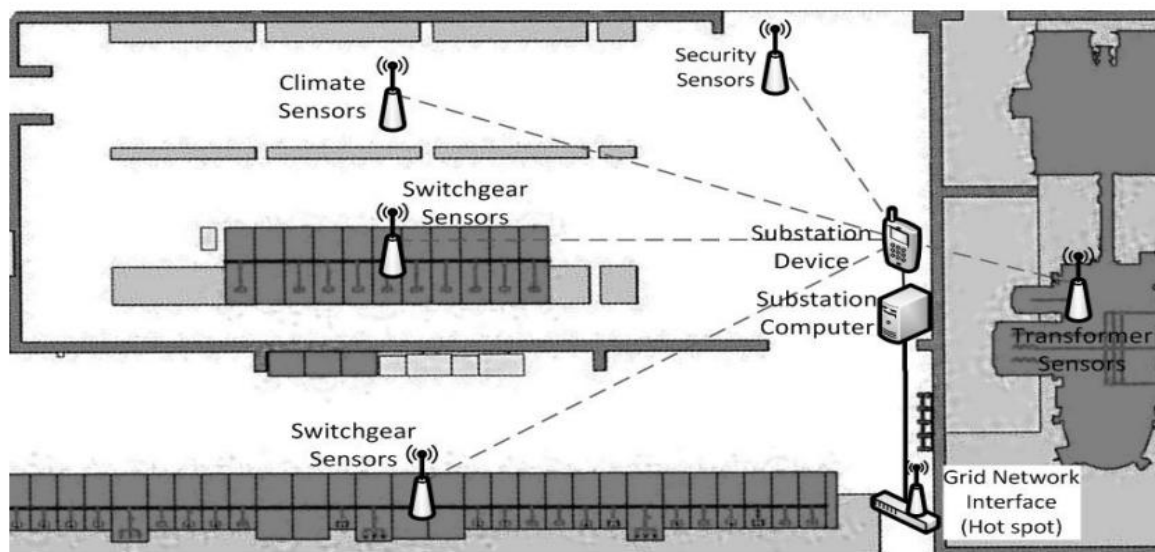 Security
Sensors
Climate
Sensors
Switchgear
Sensors
Substation
Device
Substation
Computer
Transformer
Sensors
Switchgear
Sensors
Grid Network
Interface
(Hot spot)